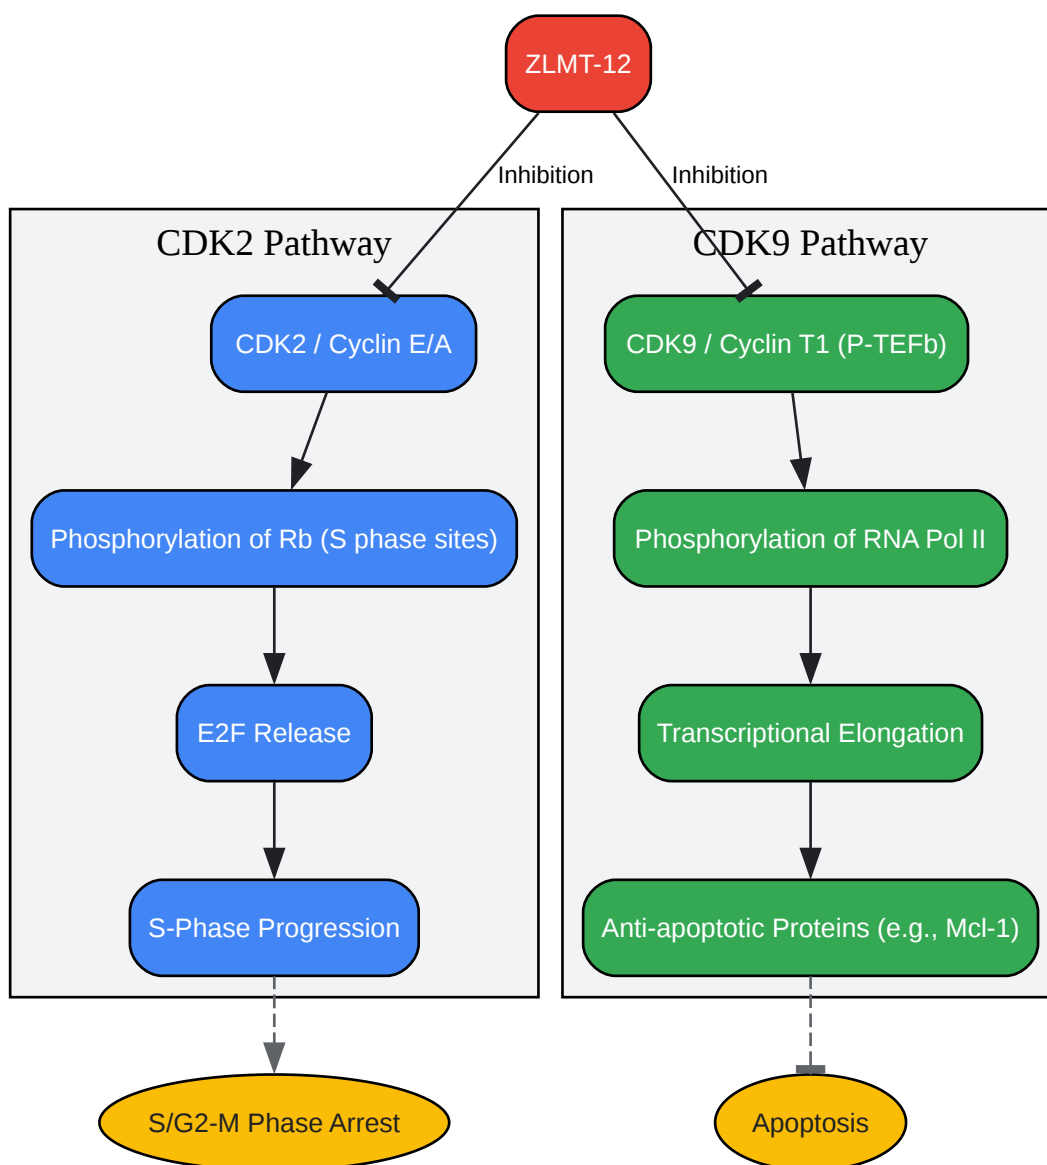 ZLMT-12
Inhibition
Inhibition
CDK2 Pathway
CDK9 Pathway
CDK2 / Cyclin E/A
CDK9 / Cyclin T1 (P-TEFb)
Phosphorylation of Rb (S phase sites)
Phosphorylation of RNA Pol II
E2F Release
Transcriptional Elongation
S-Phase Progression
Anti-apoptotic Proteins (e.g., Mcl-1)
S/G2-M Phase Arrest
Apoptosis